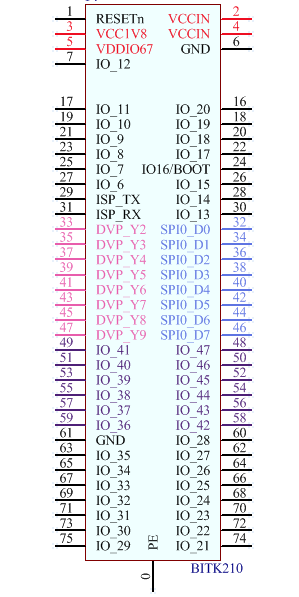 1 RESETn VCCIN 2
3 VCC1V8 VCCIN 4
5 VDDIO67 GND 6
7 IO_12
17 IO_11 IO_20 16
19 IO_10 IO_19 18
21 IO_9 IO_18 20
23 IO_8 IO_17 22
25 IO_7 IO16/BOOT 24
27 IO_6 IO_15 26
29 ISP_TX IO_14 28
31 ISP_RX IO_13 30
33 DVP_Y2 SPI0_D0 32
35 DVP_Y3 SPI0_D1 34
37 DVP_Y4 SPI0_D2 36
39 DVP_Y5 SPI0_D3 38
41 DVP_Y6 SPI0_D4 40
43 DVP_Y7 SPI0_D5 42
45 DVP_Y8 SPI0_D6 44
47 DVP_Y9 SPI0_D7 46
49 IO_41 IO_47 48
51 IO_40 IO_46 50
53 IO_39 IO_45 52
55 IO_38 IO_44 54
57 IO_37 IO_43 56
59 IO_36 IO_42 58
61 GND IO_28 60
63 IO_35 IO_27 62
65 IO_34 IO_26 64
67 IO_33 IO_25 66
69 IO_32 IO_24 68
71 IO_31 IO_23 70
73 IO_30 IO_22 72
75 IO_29 IO_21 74
PE
0
BITK210